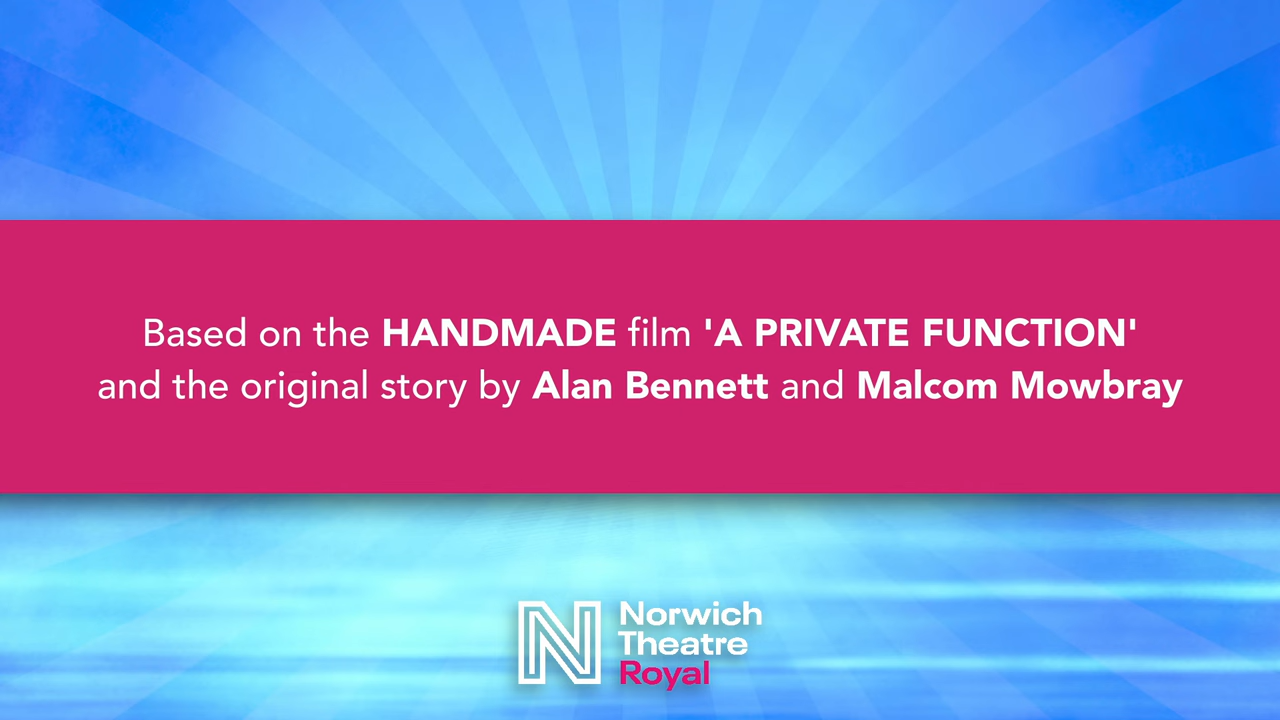 Based on the HANDMADE film 'A PRIVATE FUNCTION'
and the original story by Alan Bennett and Malcom Mowbray
Norwich
Theatre
Royal